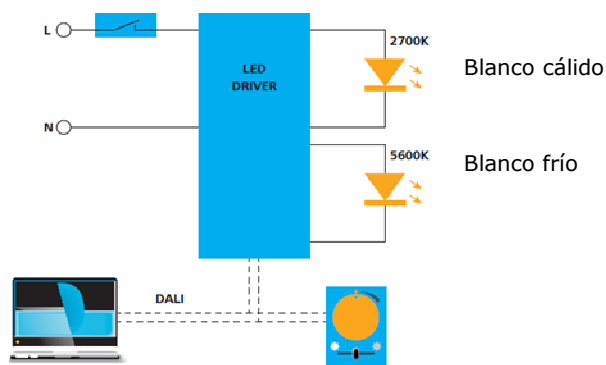 L
2700K
Blanco cálido
LED
DRIVER
N
5600K
Blanco frío
DALI